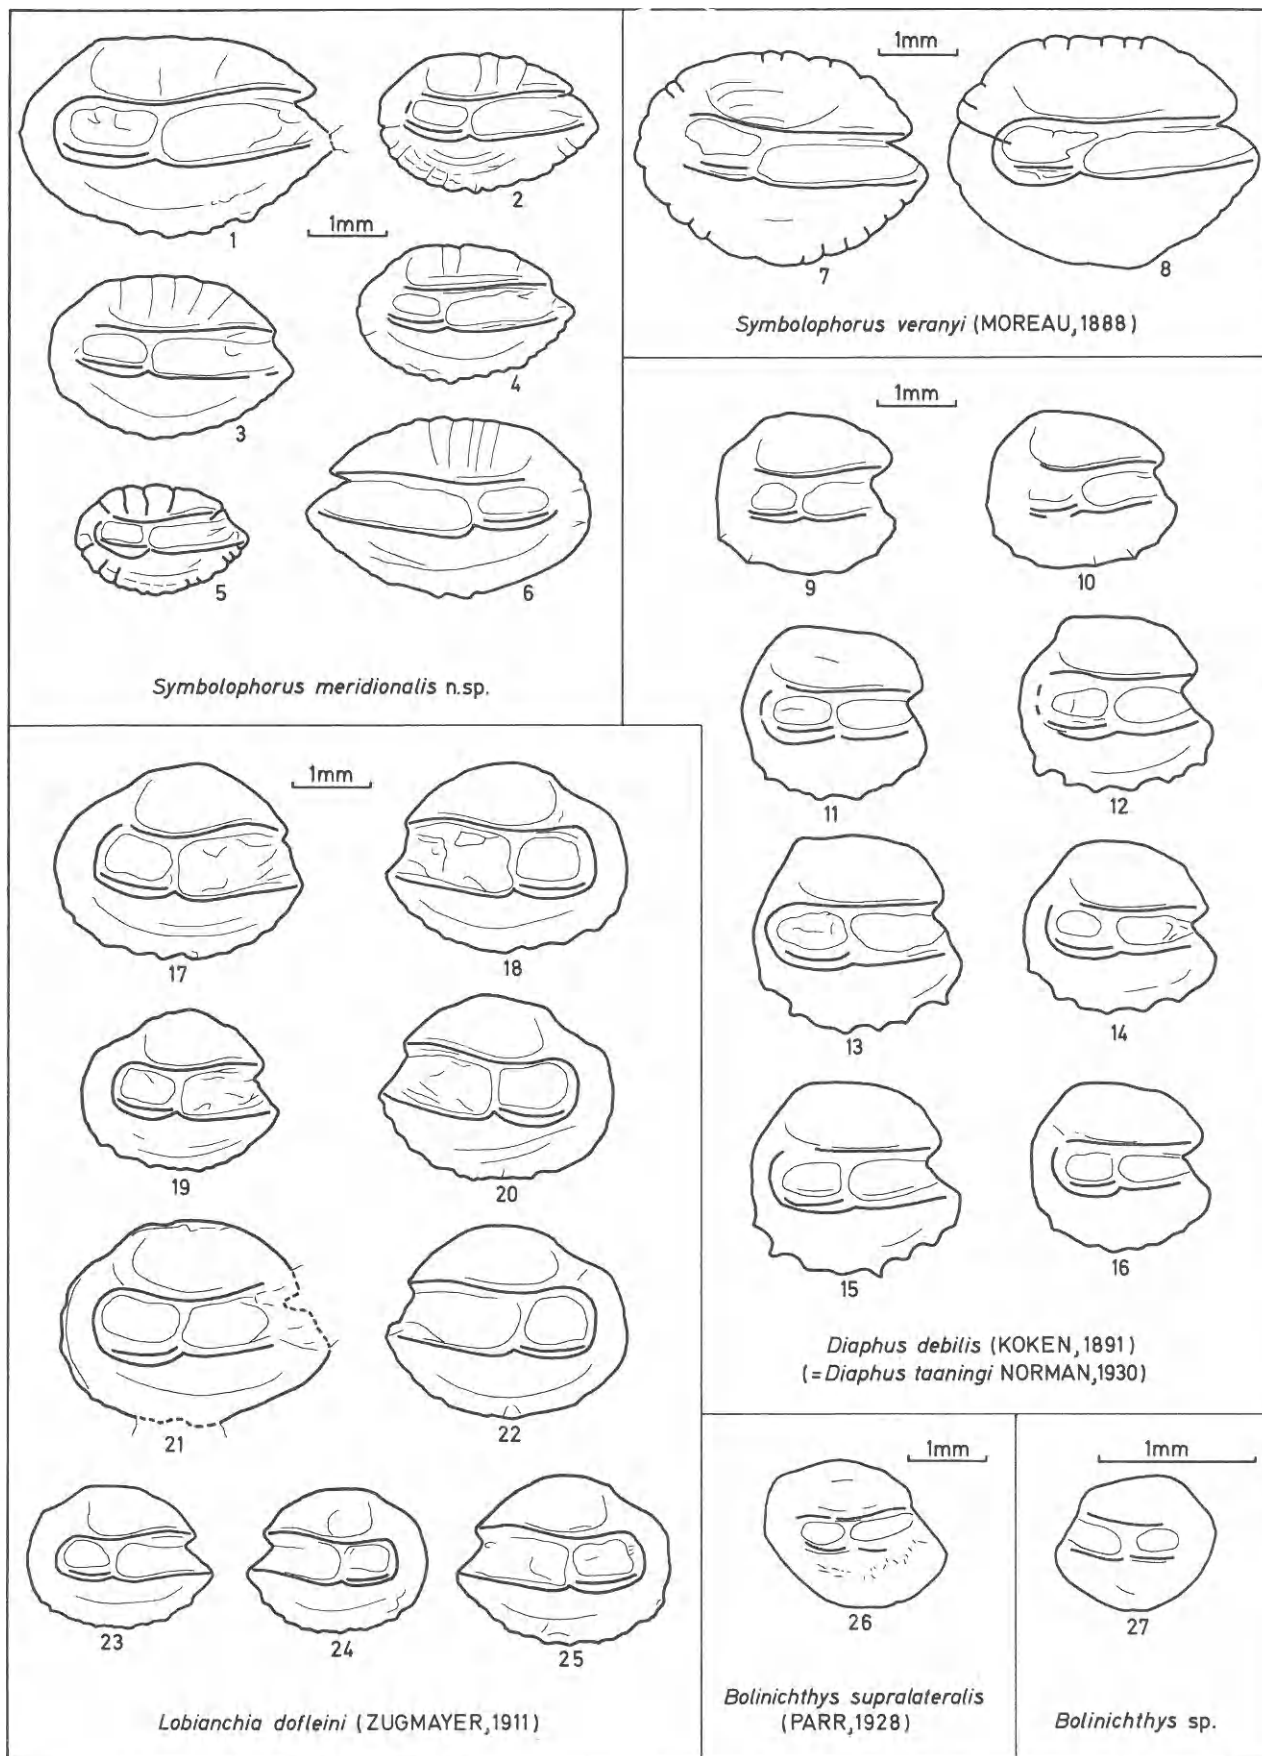 1
2
1mm
3
4
5
6
Symbolophorus meridionalis n.sp.
1mm
7
8
Symbolophorus veranyi (MOREAU,1888)
1mm
9
10
11
12
13
14
15
16
Diaphus debilis (KOKEN,1891)
(=Diaphus taaningi NORMAN,1930)
1mm
17
18
19
20
21
22
23
24
25
Lobianchia dofleini (ZUGMAYER,1911)
1mm
26
Bolinichthys supralateralis
(PARR,1928)
1mm
27
Bolinichthys sp.